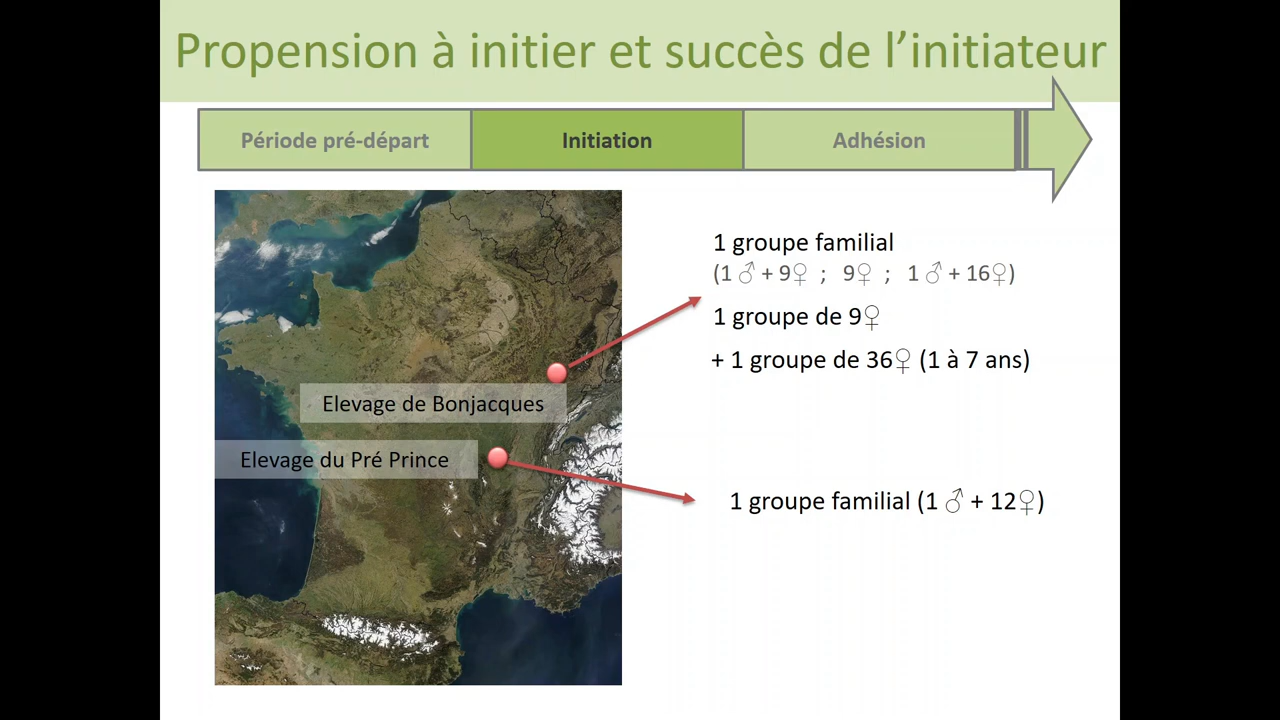 Propension à initier et succès de l’initiateur
Période pré-départ
Initiation
Adhésion
1 groupe familial
(1 ♂ + 9♀ ; 9♀ ; 1 ♂ + 16♀)
1 groupe de 9♀
+ 1 groupe de 36♀ (1 à 7 ans)
Elevage de Bonjacques
Elevage du Pré Prince
1 groupe familial (1 ♂ + 12♀)